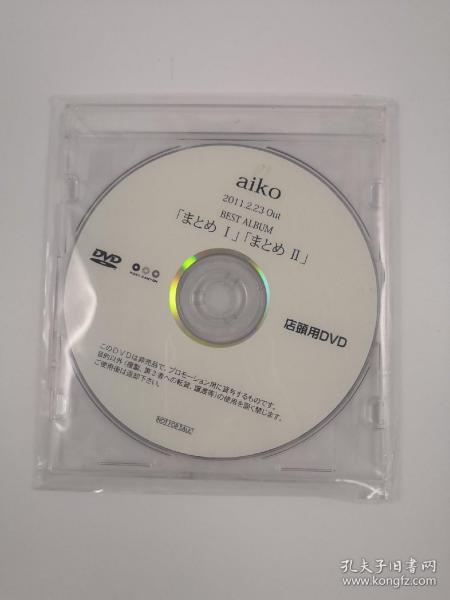 aiko
2011.2.23 Out
BEST ALBUM
「まとめ Ⅰ」「まとめ Ⅱ」
DVD
PONY CANYON
店頭用DVD
このDVDは非売品で、プロモーション用に貸与するものです。
目的以外(複製、第3者への転貸、譲渡等)の使用を固く禁じます。
ご使用後は返却下さい。
NOT FOR SALE
孔夫子旧书网
www.kongfz.com